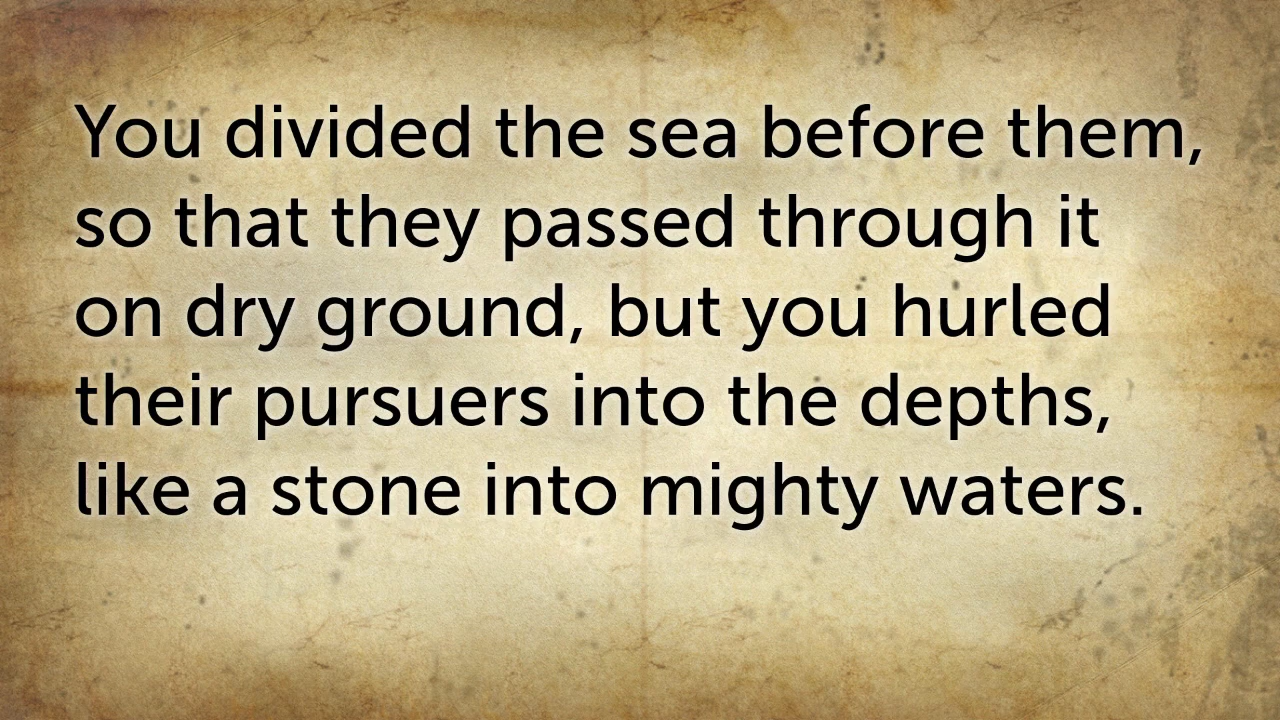 You divided the sea before them,
so that they passed through it
on dry ground, but you hurled
their pursuers into the depths,
like a stone into mighty waters.